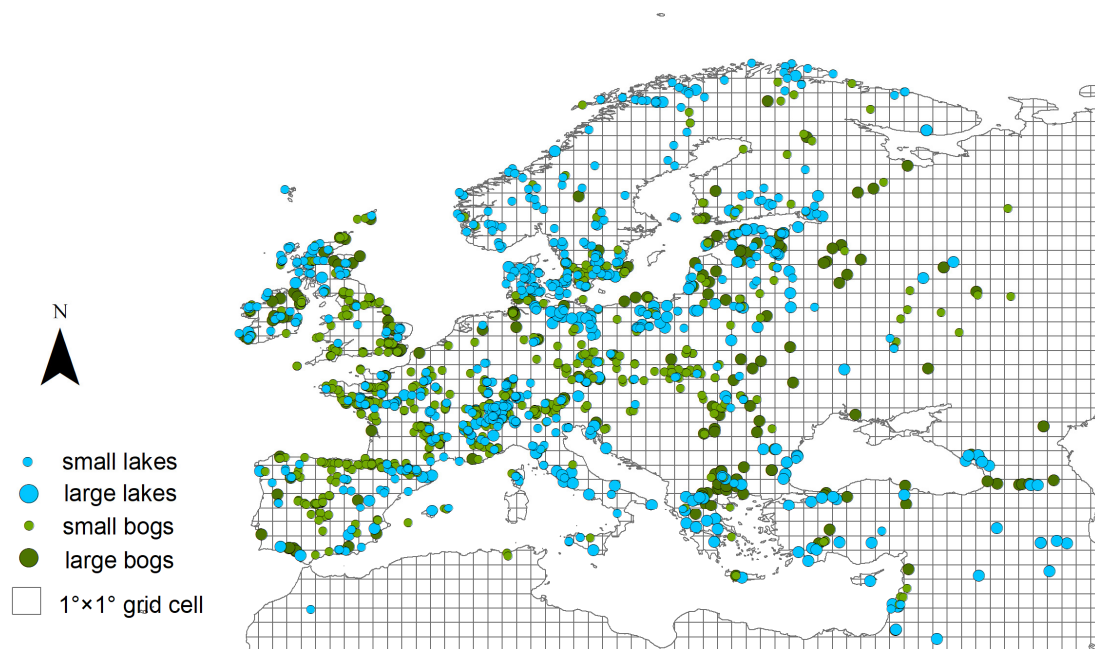 N
small lakes
large lakes
small bogs
large bogs
1°×1° grid cell